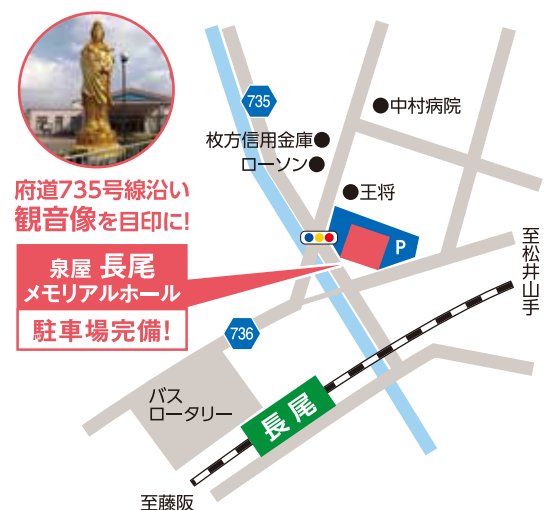 735
中村病院
枚方信用金庫
ローソン
王将
府道735号線沿い
観音像を目印に!
P
至松井山手
泉屋 長尾
メモリアルホール
駐車場完備!
736
バス
ロータリー
長尾
至藤阪